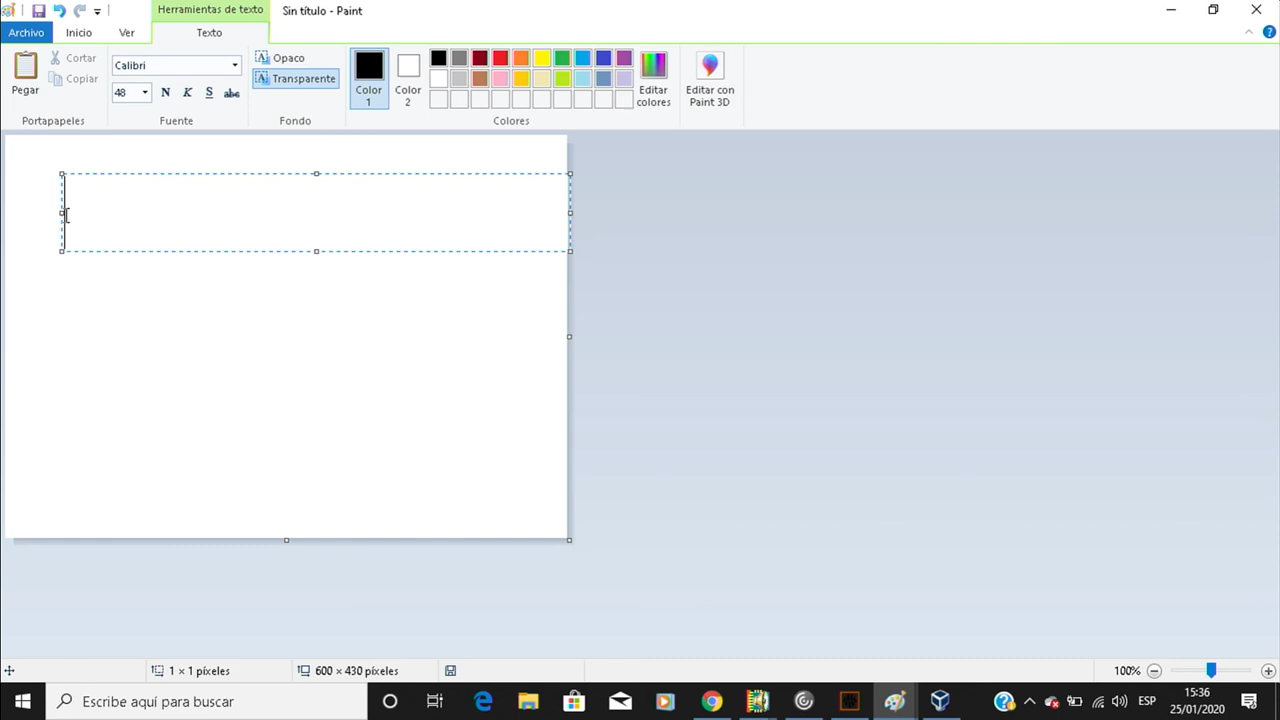 Herramientas de texto
Sin título - Paint
Archivo
Inicio
Ver
Texto
Pegar
Cortar
Copiar
Portapapeles
Calibri
48
N
K
S
abc
Fuente
Opaco
Transparente
Fondo
Color 1
Color 2
Editar colores
Colores
Editar con Paint 3D
1 × 1 píxeles
600 × 430 píxeles
100%
Escribe aquí para buscar
ESP
15:36
25/01/2020